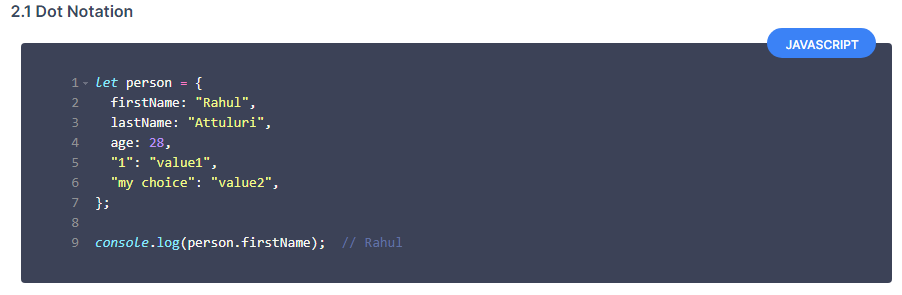 2.1 Dot Notation
JAVASCRIPT
1 let person = {
2   firstName: "Rahul",
3   lastName: "Attuluri",
4   age: 28,
5   "1": "value1",
6   "my choice": "value2",
7 };
8
9 console.log(person.firstName);  // Rahul